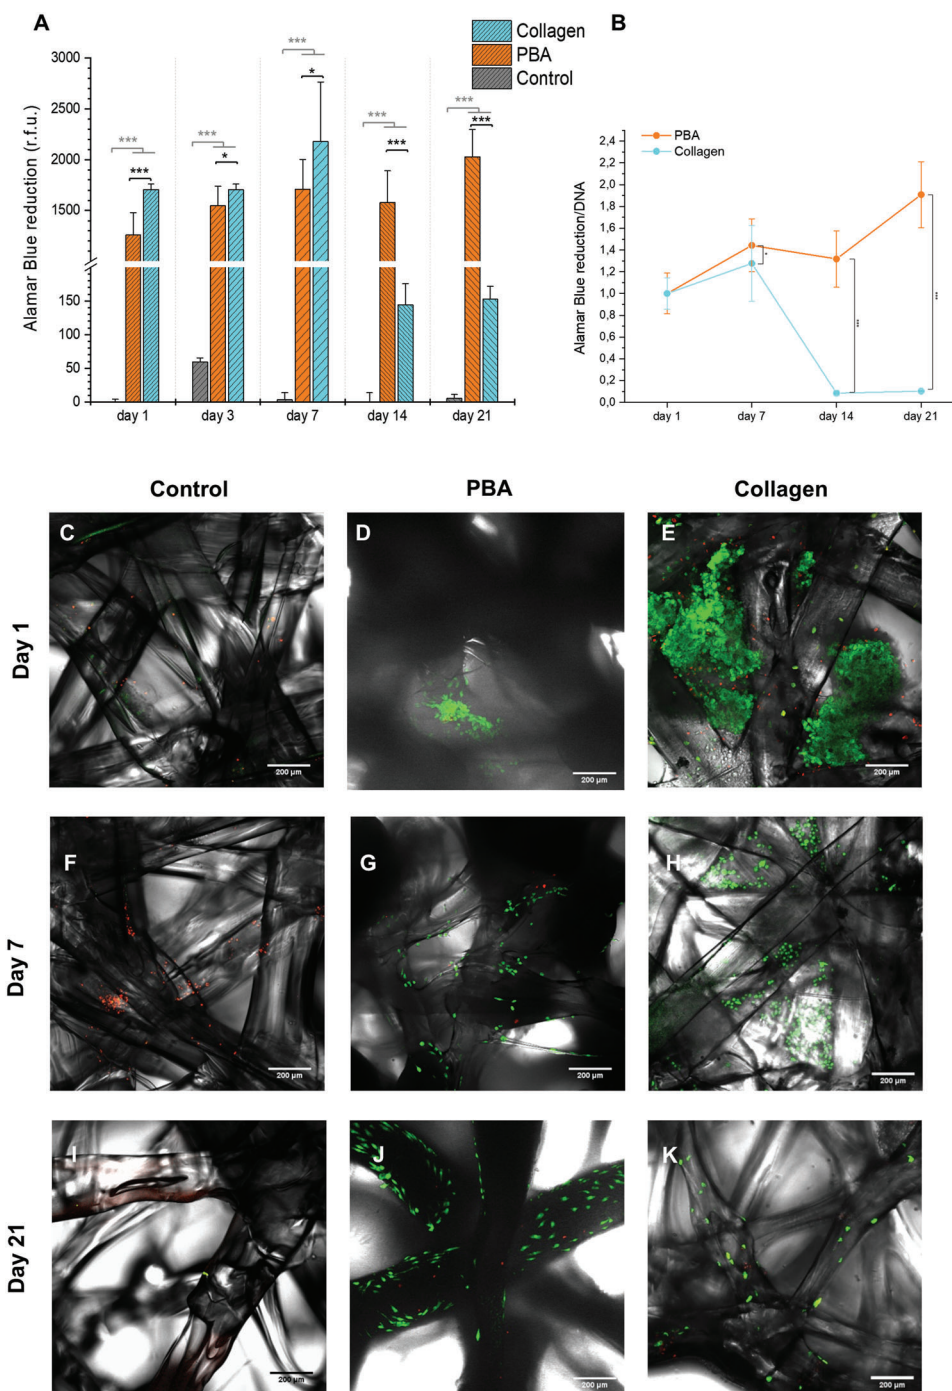 A
B
Collagen
PBA
Control
Alamar Blue reduction (r.f.u.)
3000
2500
2000
1500
150
100
50
0
***
***
***
*
***
*
***
***
***
***
day 1
day 3
day 7
day 14
day 21
PBA
Collagen
Alamar Blue reduction/DNA
2,4
2,2
2,0
1,8
1,6
1,4
1,2
1,0
0,8
0,6
0,4
0,2
0,0
*
***
***
day 1
day 7
day 14
day 21
Control
PBA
Collagen
Day 1
C
200 µm
D
200 µm
E
200 µm
Day 7
F
200 µm
G
200 µm
H
200 µm
Day 21
I
200 µm
J
200 µm
K
200 µm